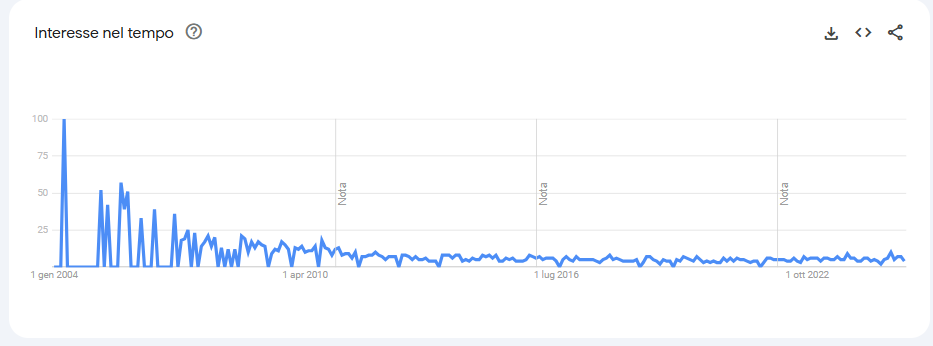 Interesse nel tempo
100
75
50
25
Nota
Nota
Nota
1 gen 2004
1 apr 2010
1 lug 2016
1 ott 2022